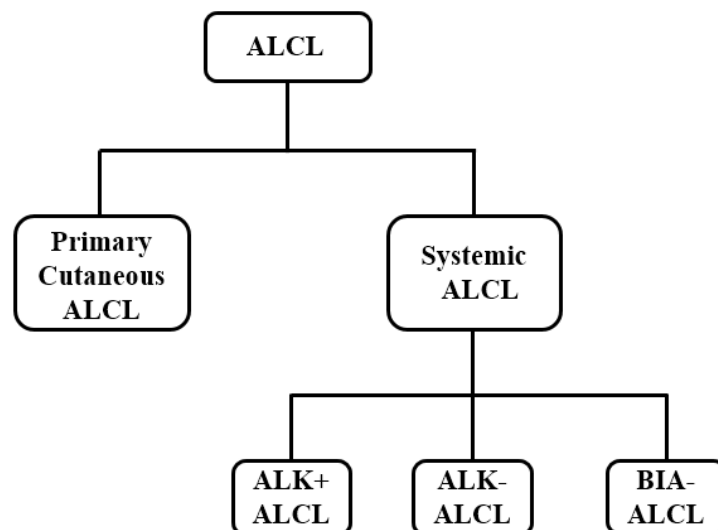 ALCL
Primary
Cutaneous
ALCL
Systemic
ALCL
ALK+
ALCL
ALK-
ALCL
BIA-
ALCL